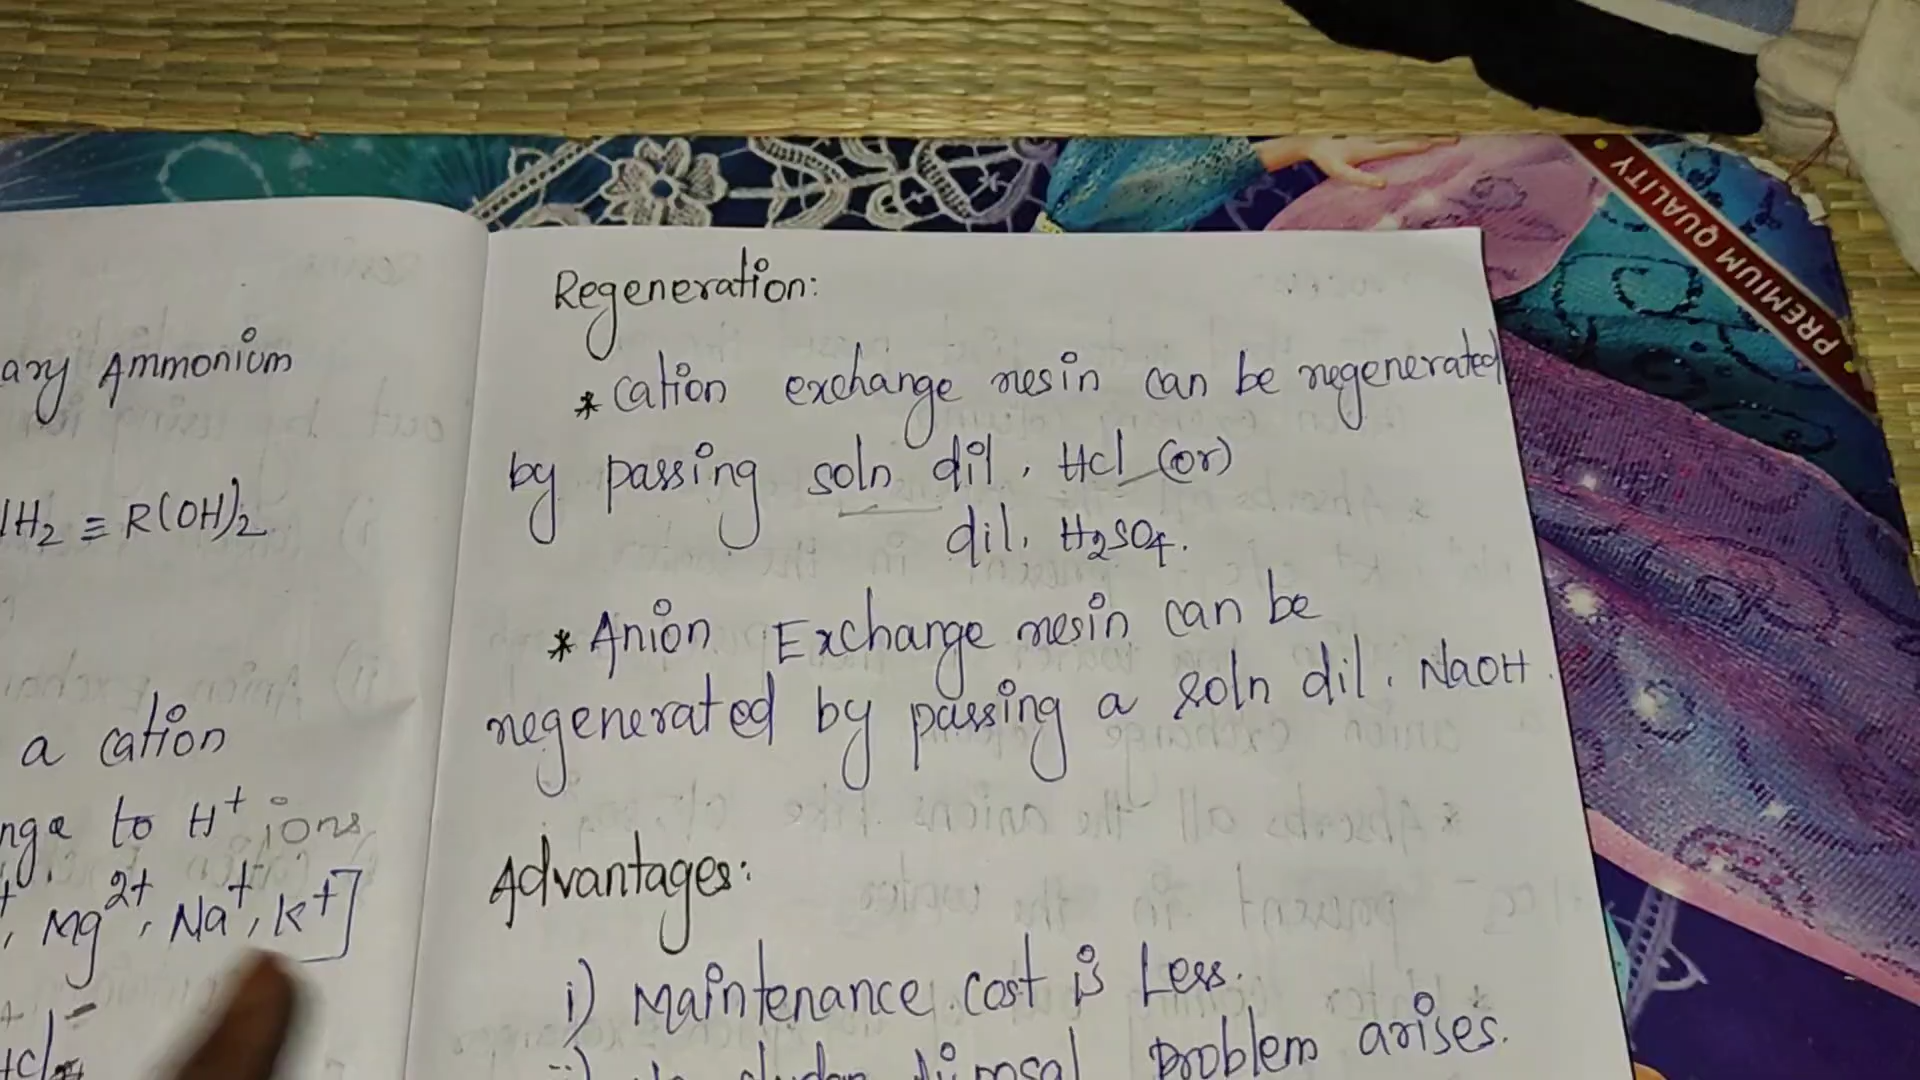 ary Ammonium
H2 ≡ R(OH)2
a cation
nge to H+ ions
, Mg2+, Na+, K+]
Regeneration:
* cation exchange resin can be regenerated
by passing soln dil. Hcl (or)
dil. H2SO4.
* Anion Exchange resin can be
regenerated by passing a soln dil. NaOH.
Advantages:
i) Maintenance cost is Less.
problem arises.
PREMIUM QUALITY